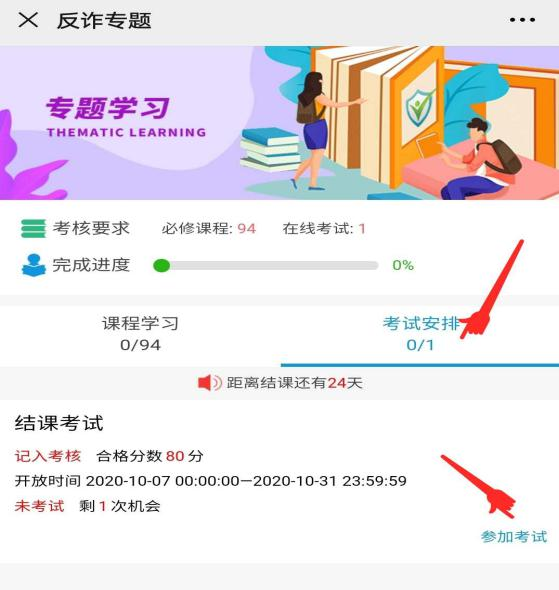 反诈专题
专题学习
THEMATIC LEARNING
考核要求 必修课程: 94 在线考试: 1
完成进度 0%
课程学习 考试安排
0/94 0/1
距离结课还有24天
结课考试
记入考核 合格分数 80 分
开放时间 2020-10-07 00:00:00—2020-10-31 23:59:59
未考试 剩 1 次机会
参加考试